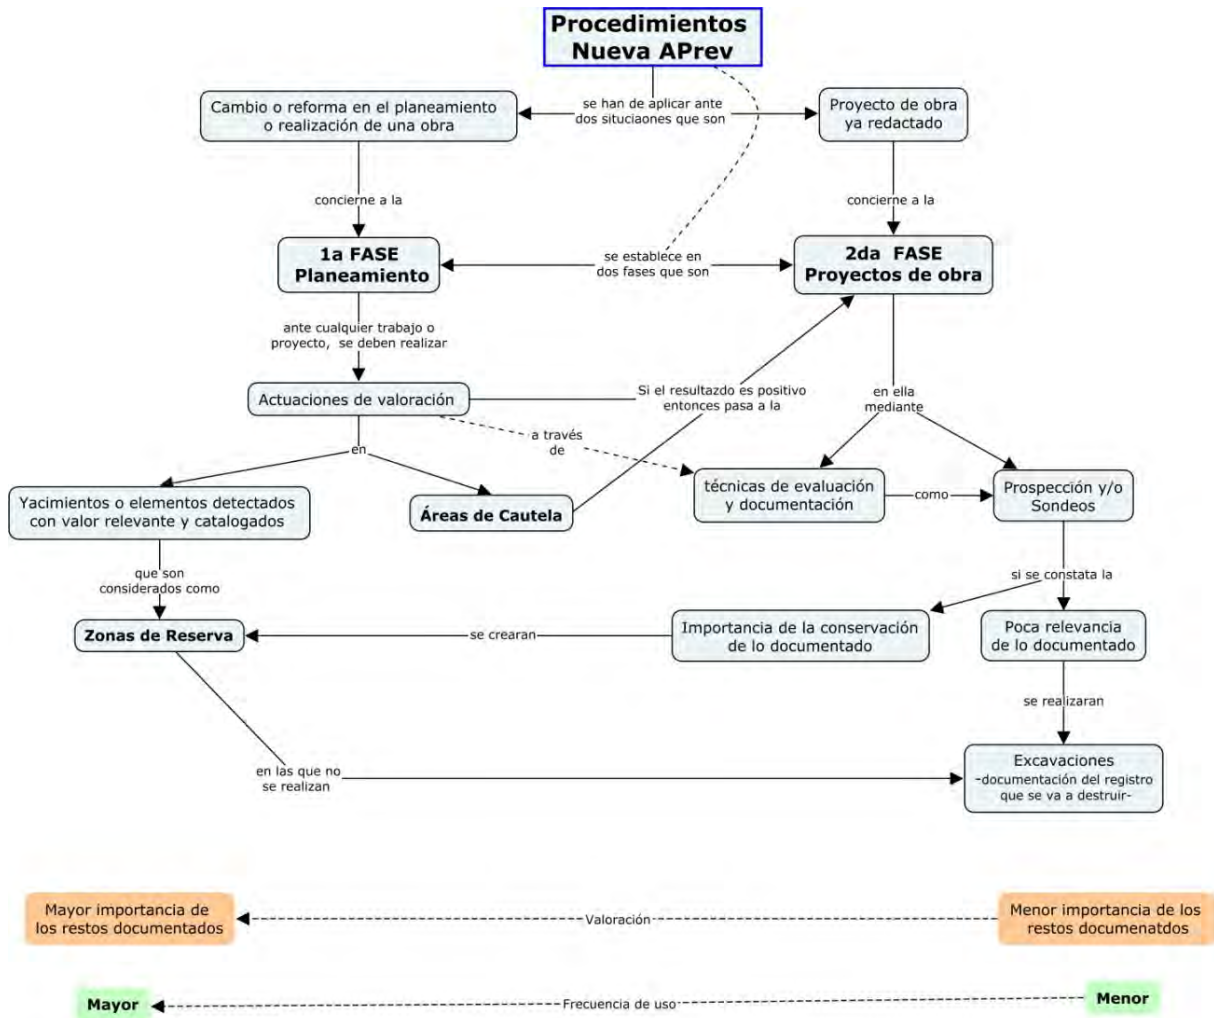 Procedimientos
Nueva APrev
Cambio o reforma en el planeamiento
o realización de una obra
se han de aplicar ante
dos situciaones que son
Proyecto de obra
ya redactado
concierne a la
concierne a la
1a FASE
Planeamiento
se establece en
dos fases que son
2da FASE
Proyectos de obra
ante cualquier trabajo o
proyecto, se deben realizar
Actuaciones de valoración
Si el resultazdo es positivo
entonces pasa a la
en ella
mediante
a través
de
en
Yacimientos o elementos detectados
con valor relevante y catalogados
Áreas de Cautela
técnicas de evaluación
y documentación
como
Prospección y/o
Sondeos
que son
considerados como
si se constata la
Zonas de Reserva
se crearan
Importancia de la conservación
de lo documentado
Poca relevancia
de lo documentado
se realizaran
en las que no
se realizan
Excavaciones
-documentación del registro
que se va a destruir-
Mayor importancia de
los restos documentados
Valoración
Menor importancia de los
restos documenatdos
Mayor
Frecuencia de uso
Menor